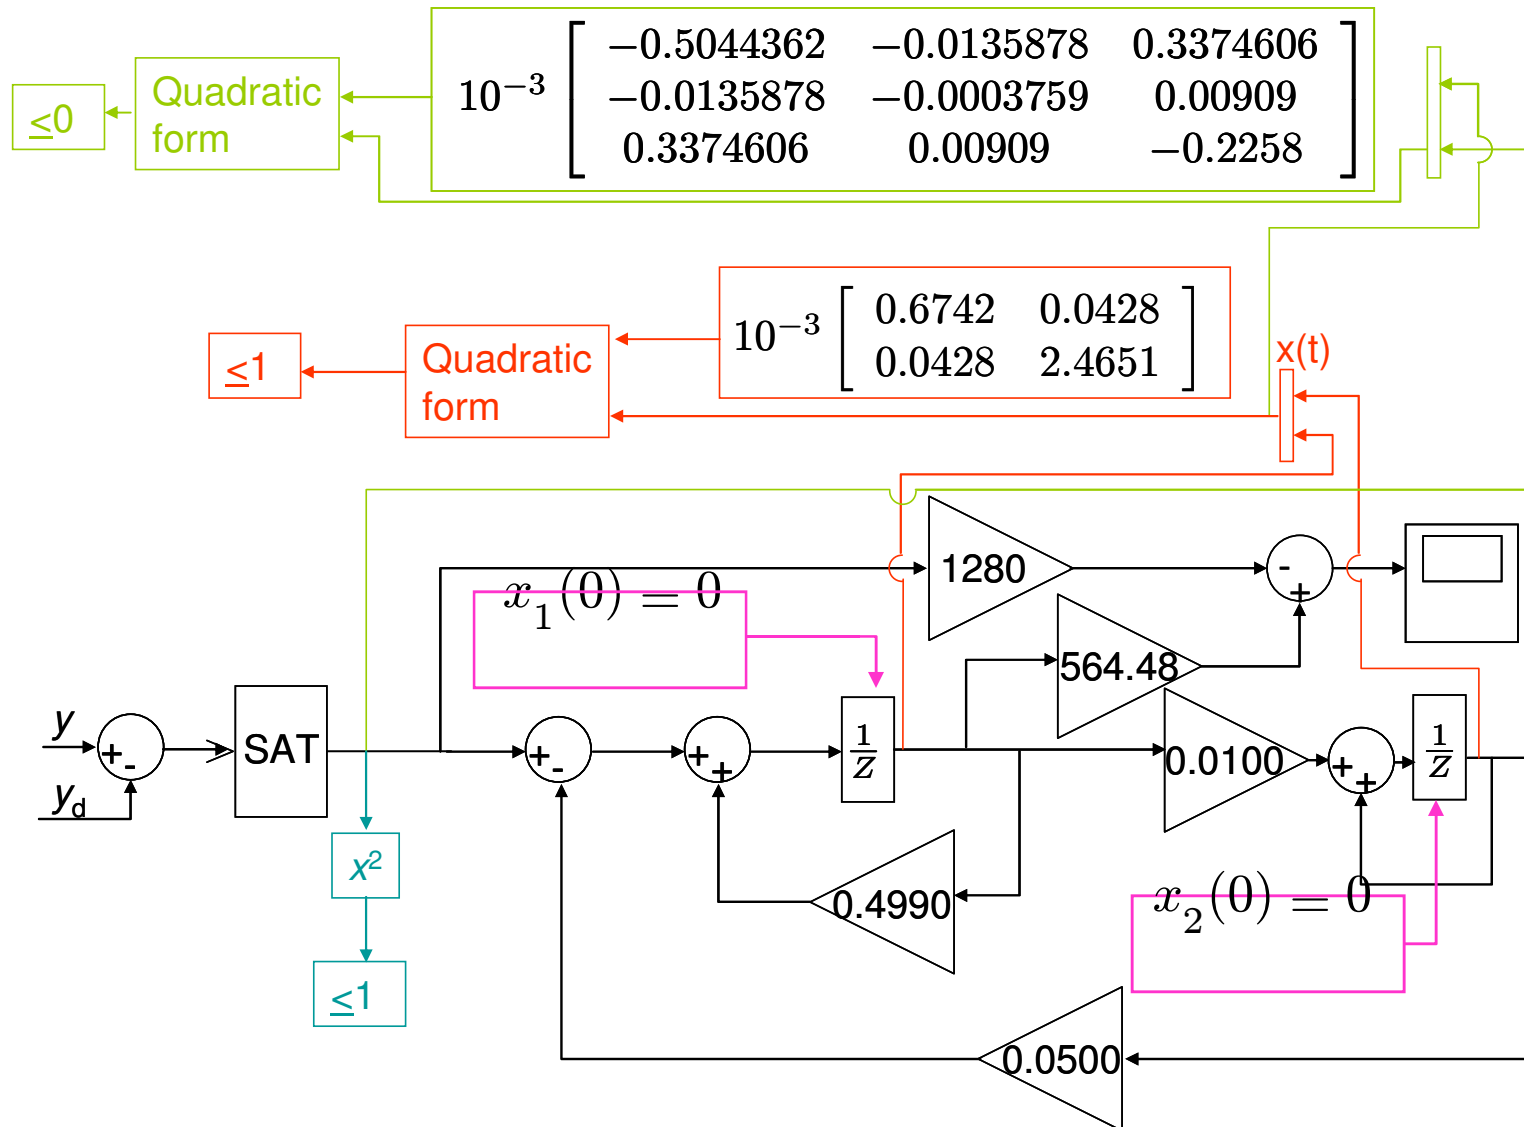 −0.5044362 −0.0135878 0.3374606
10⁻³ −0.0135878 −0.0003759 0.00909
0.3374606 0.00909 −0.2258
Quadratic
form
≤0
10⁻³ 0.6742 0.0428
0.0428 2.4651
x(t)
Quadratic
form
≤1
1280
-
+
x₁(0) = 0
564.48
y
+
-
SAT
+
-
+
+
1/z
0.0100
+
+
1/z
y_d
x²
0.4990
x₂(0) = 0
≤1
0.0500